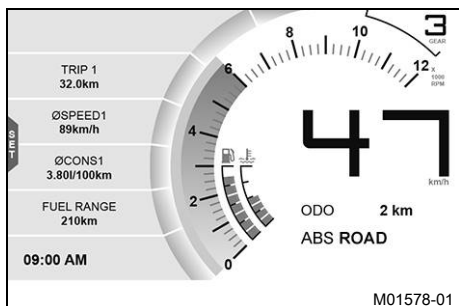 TRIP 1
32.0km
ØSPEED1
89km/h
ØCONS1
3.80l/100km
FUEL RANGE
210km
09:00 AM
SET
0
2
4
6
8
10
12
X
1000
RPM
3
GEAR
47
km/h
ODO 2 km
ABS ROAD
M01578-01